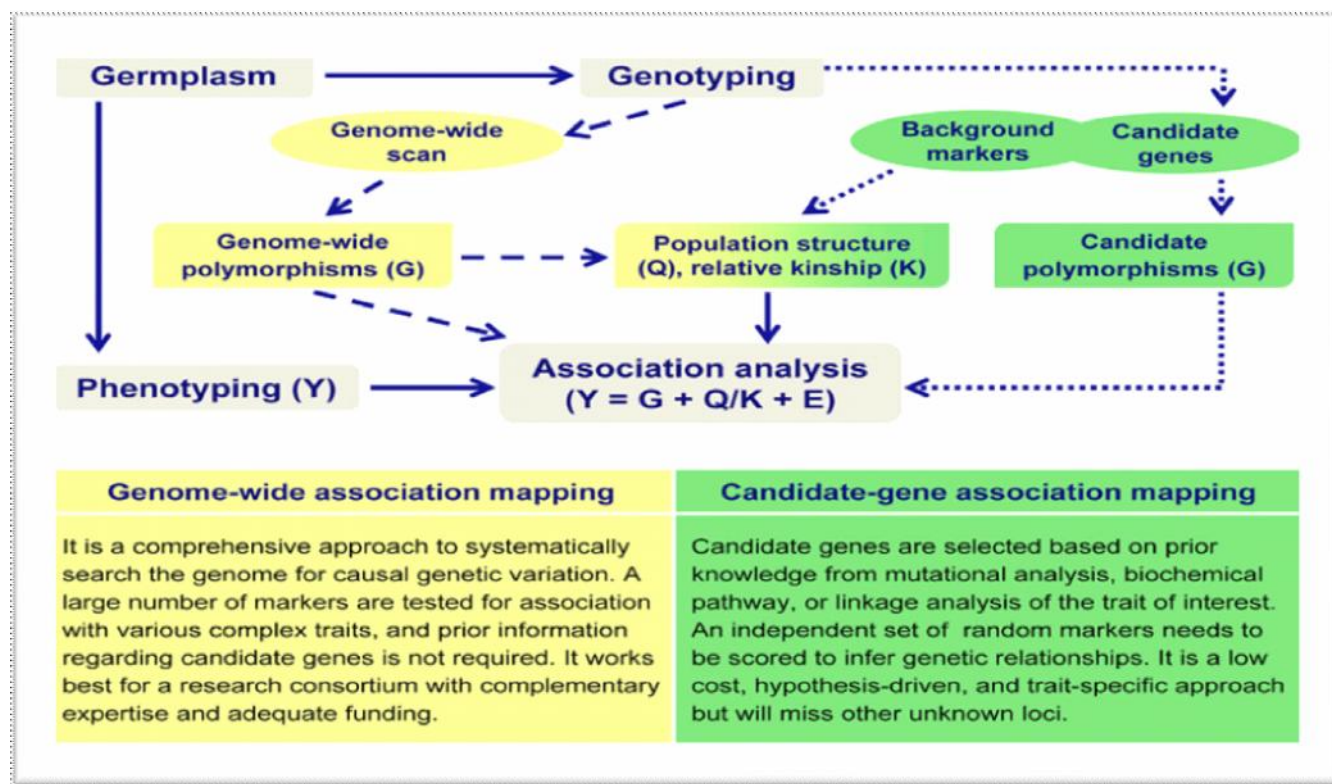 Germplasm
Genotyping
Genome-wide
scan
Background
markers
Candidate
genes
Genome-wide
polymorphisms (G)
Population structure
(Q), relative kinship (K)
Candidate
polymorphisms (G)
Phenotyping (Y)
Association analysis
(Y = G + Q/K + E)
Genome-wide association mapping
It is a comprehensive approach to systematically
search the genome for causal genetic variation. A
large number of markers are tested for association
with various complex traits, and prior information
regarding candidate genes is not required. It works
best for a research consortium with complementary
expertise and adequate funding.
Candidate-gene association mapping
Candidate genes are selected based on prior
knowledge from mutational analysis, biochemical
pathway, or linkage analysis of the trait of interest.
An independent set of random markers needs to
be scored to infer genetic relationships. It is a low
cost, hypothesis-driven, and trait-specific approach
but will miss other unknown loci.